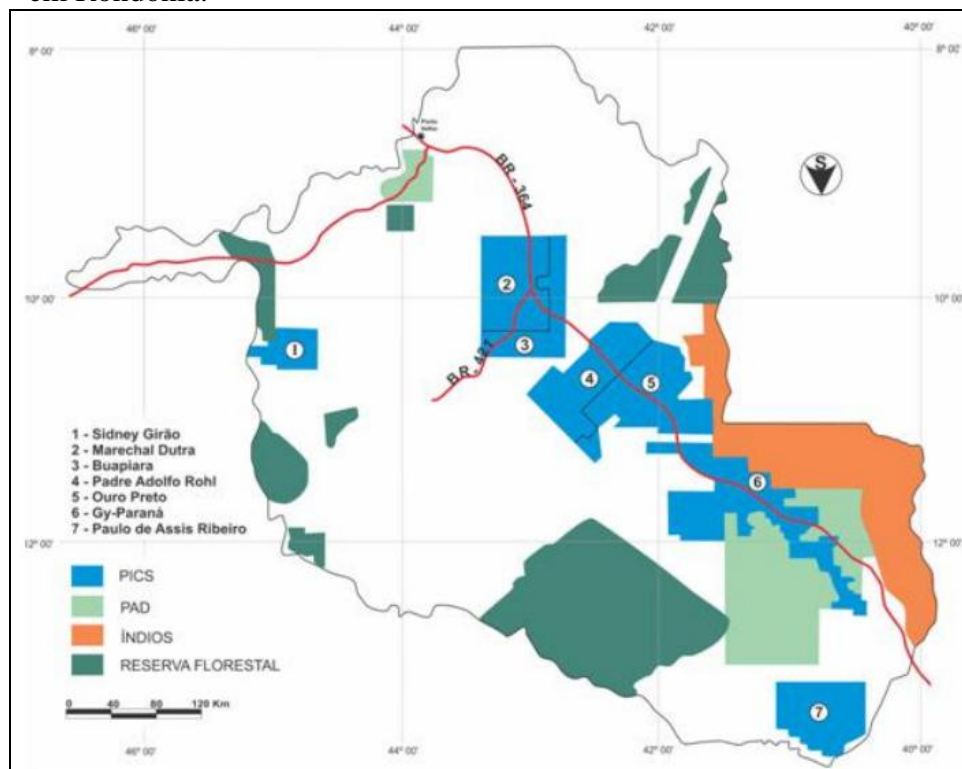 em Rondônia.
46° 00'
44° 00'
42° 00'
40° 00'
8° 00'
8° 00'
Porto Velho
BR - 364
S
10° 00'
10° 00'
2
3
1
BR - 421
4
5
6
1 - Sidney Girão
2 - Marechal Dutra
3 - Buapiara
4 - Padre Adolfo Rohl
5 - Ouro Preto
6 - Gy-Paraná
7 - Paulo de Assis Ribeiro
12° 00'
12° 00'
PICS
PAD
ÍNDIOS
RESERVA FLORESTAL
0 40 80 120 Km
7
46° 00'
44° 00'
42° 00'
40° 00'